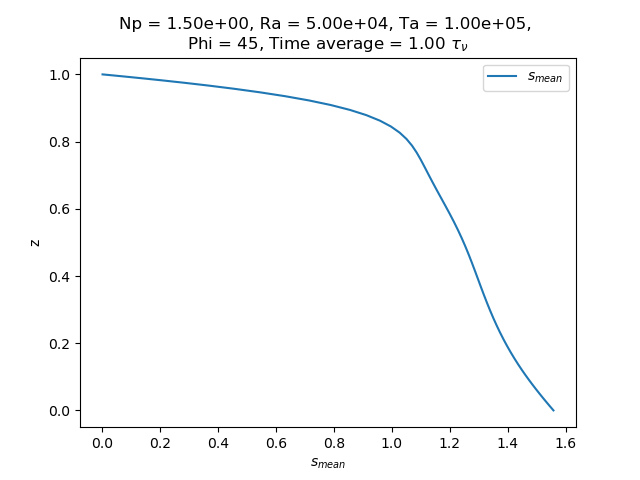 Np = 1.50e+00, Ra = 5.00e+04, Ta = 1.00e+05,
Phi = 45, Time average = 1.00 τν
smean
1.0
0.8
0.6
0.4
0.2
0.0
z
0.0 0.2 0.4 0.6 0.8 1.0 1.2 1.4 1.6
smean